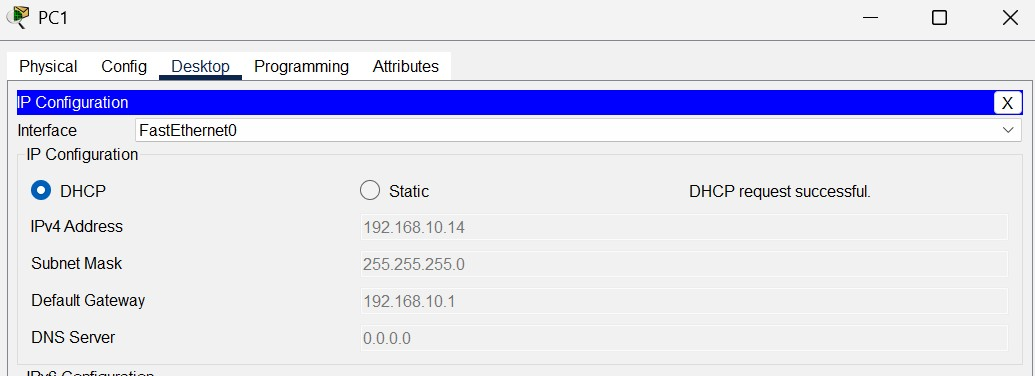 PC1
Physical Config Desktop Programming Attributes
IP Configuration X
Interface FastEthernet0
IP Configuration
DHCP Static DHCP request successful.
IPv4 Address 192.168.10.14
Subnet Mask 255.255.255.0
Default Gateway 192.168.10.1
DNS Server 0.0.0.0
IPv6 Configuration